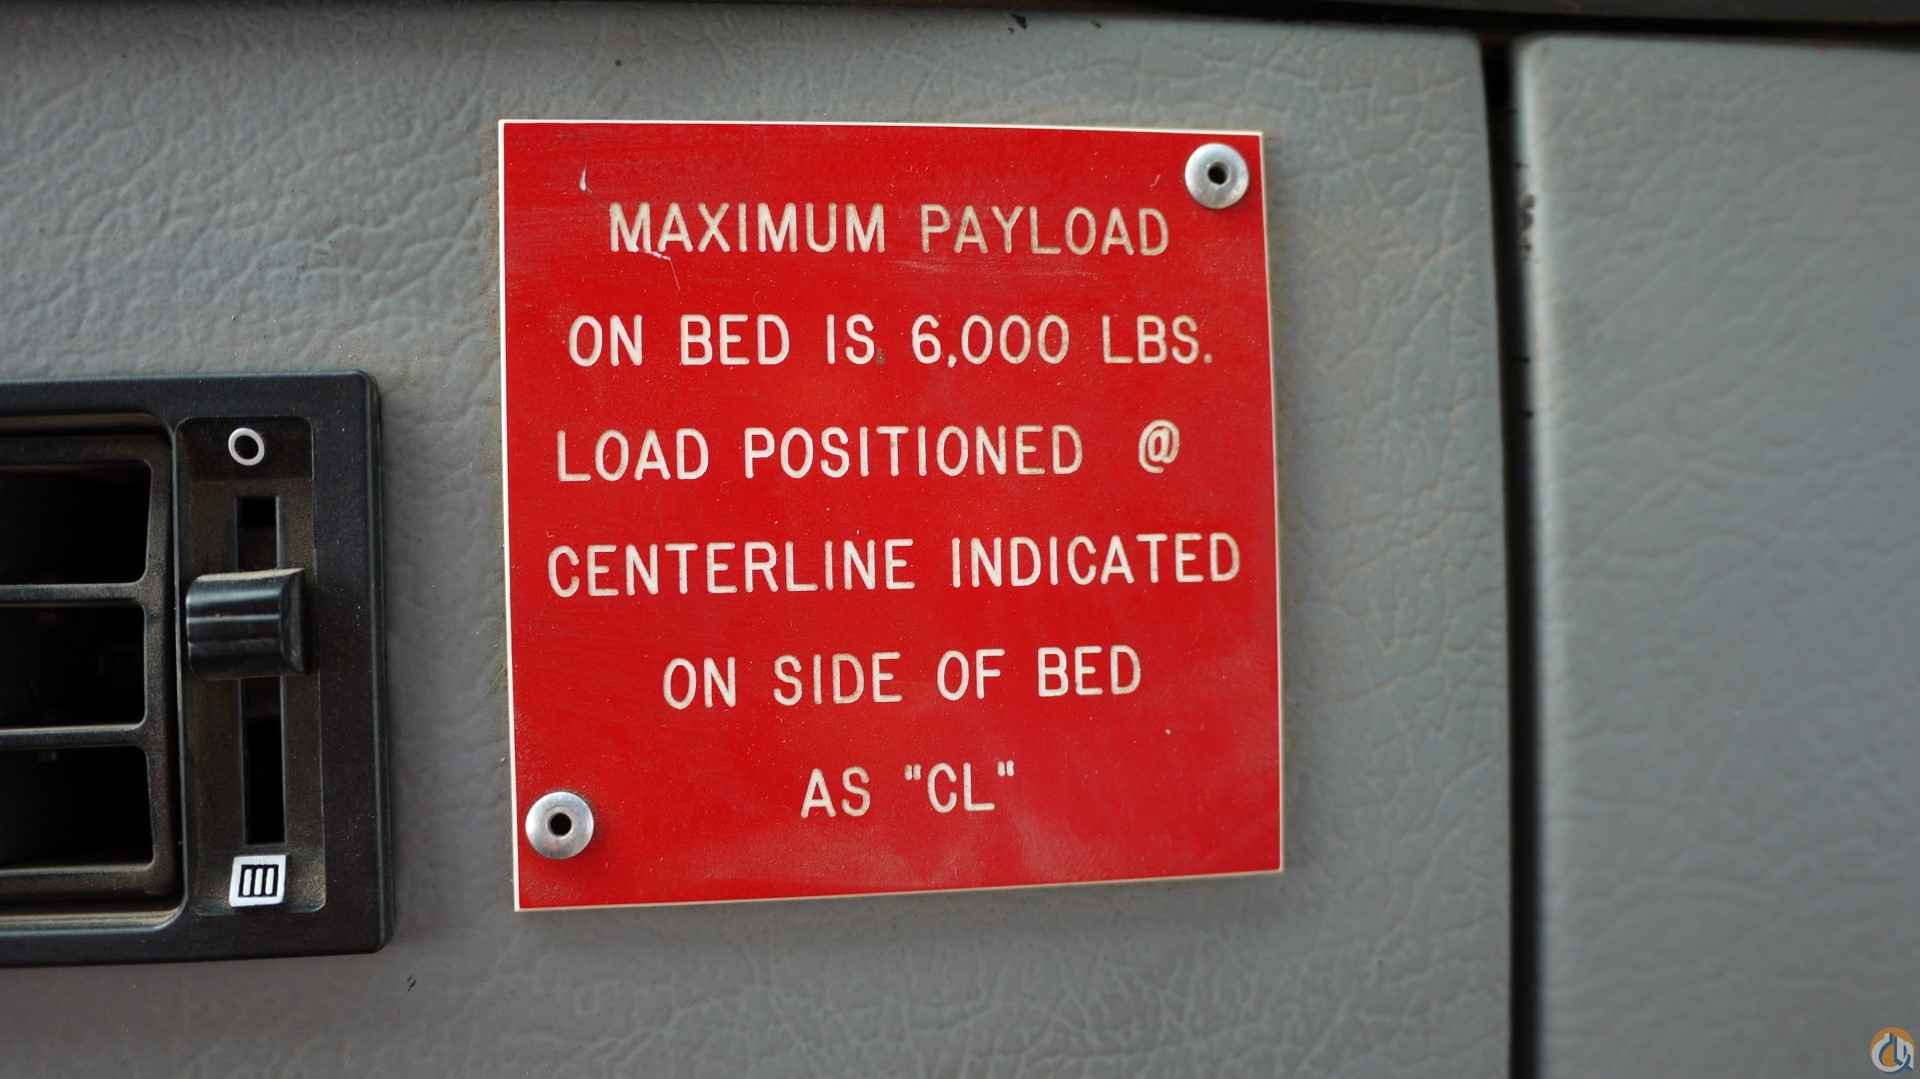 MAXIMUM PAYLOAD
ON BED IS 6,000 LBS.
LOAD POSITIONED @
CENTERLINE INDICATED
ON SIDE OF BED
AS "CL"